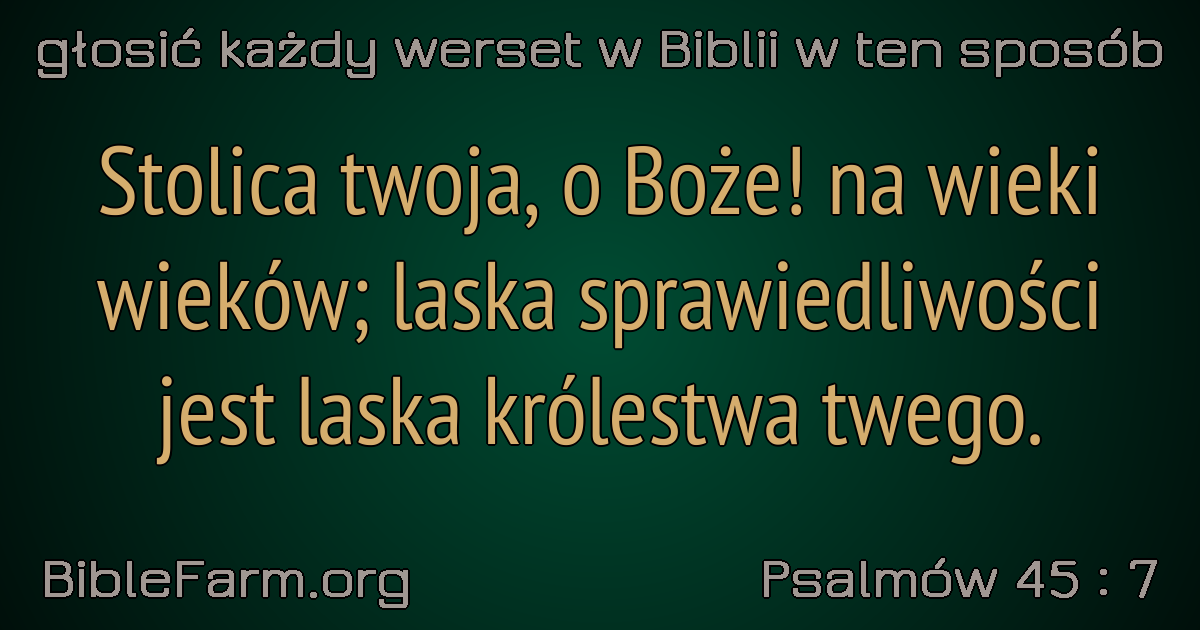 głosić każdy werset w Biblii w ten sposób
Stolica twoja, o Boże! na wieki
wieków; laska sprawiedliwości
jest laska królestwa twego.
BibleFarm.org
Psalmów 45 : 7